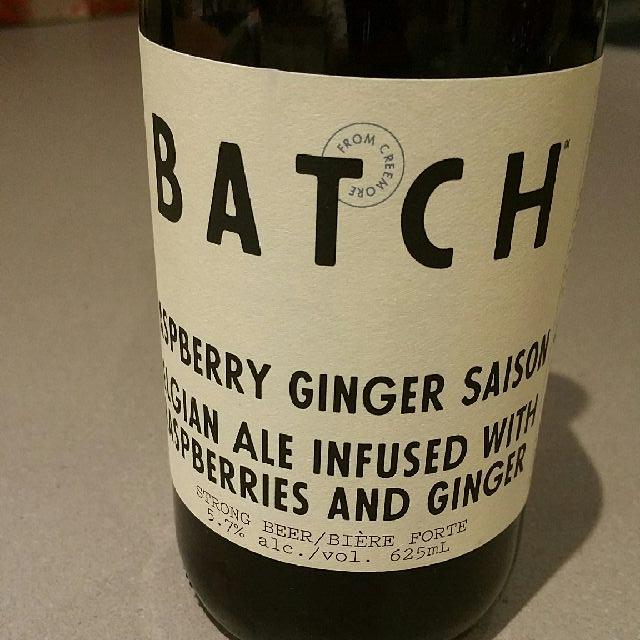 BATCH™
FROM CREEMORE
SPBERRY GINGER SAISON
LGIAN ALE INFUSED WITH
ASPBERRIES AND GINGER
STRONG BEER/BIÈRE FORTE
5.7% alc./vol. 625mL